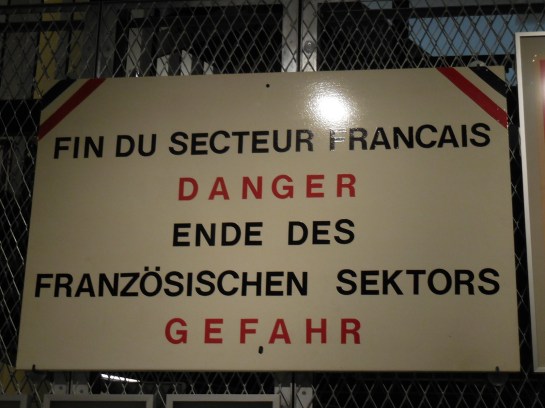 FIN DU SECTEUR FRANCAIS
DANGER
ENDE DES
FRANZÖSISCHEN SEKTORS
GEFAHR